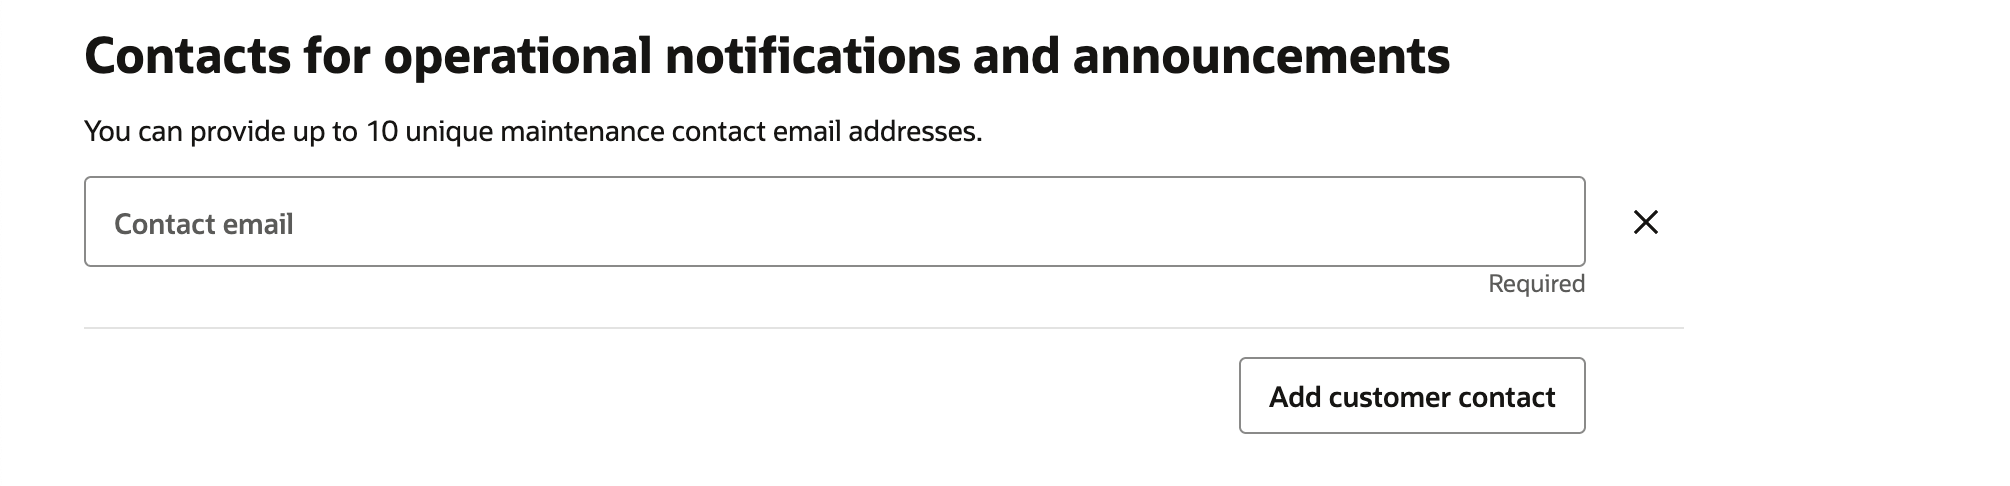 Contacts for operational notifications and announcements
You can provide up to 10 unique maintenance contact email addresses.
Contact email
Required
Add customer contact